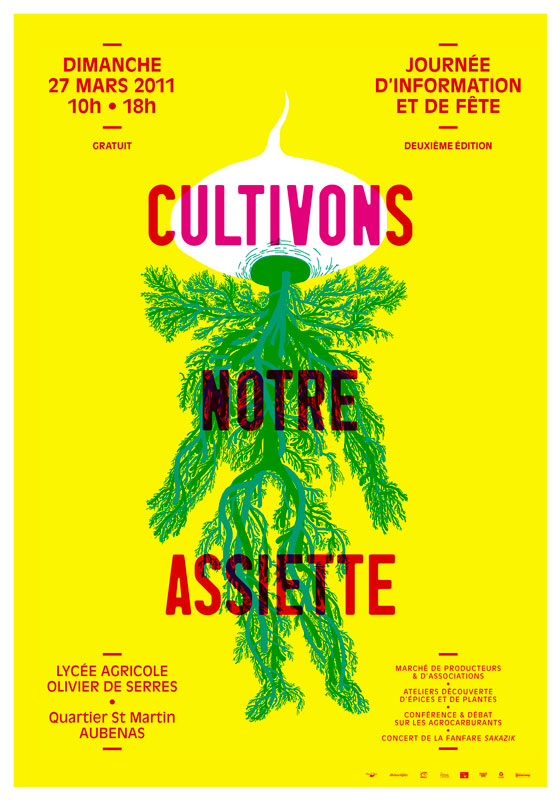 DIMANCHE
27 MARS 2011
10h • 18h
GRATUIT
JOURNÉE
D'INFORMATION
ET DE FÊTE
DEUXIÈME ÉDITION
CULTIVONS
NOTRE
ASSIETTE
LYCÉE AGRICOLE
OLIVIER DE SERRES
•
Quartier St Martin
AUBENAS
MARCHÉ DE PRODUCTEURS
& D'ASSOCIATIONS
•
ATELIERS DÉCOUVERTE
D'ÉPICES ET DE PLANTES
•
CONFÉRENCE & DÉBAT
SUR LES AGROCARBURANTS
•
CONCERT DE LA FANFARE SAKAZIK